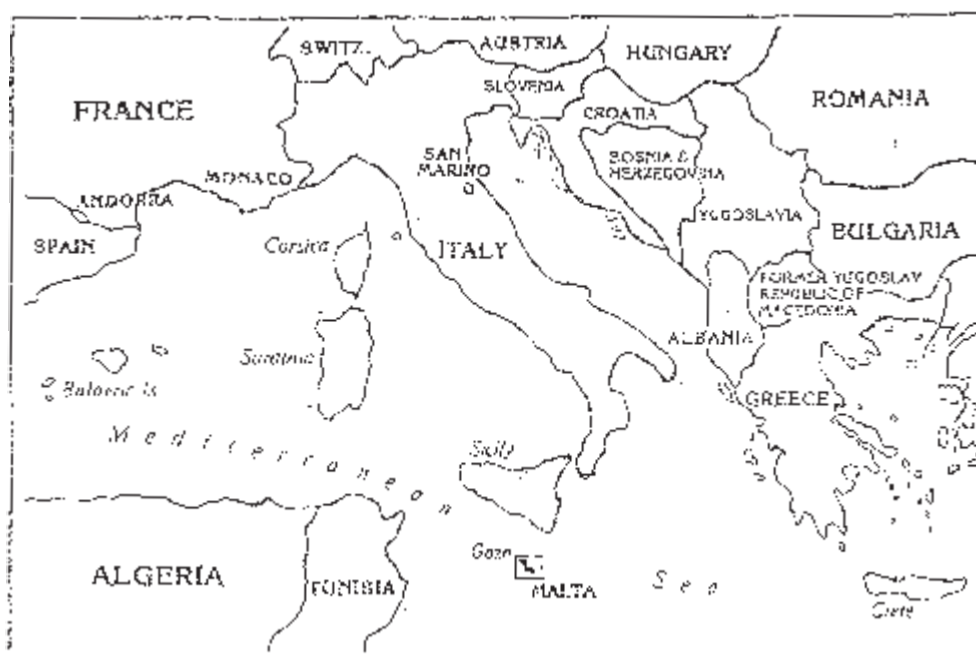 SWITZ.
AUSTRIA
HUNGARY
SLOVENIA
ROMANIA
FRANCE
CROATIA
SAN
MARINO
BOSNIA &
HERZEGOVINA
MONACO
ANDORRA
YUGOSLAVIA
SPAIN
Corsica
ITALY
BULGARIA
FORMER YUGOSLAV
REPUBLIC OF
MACEDONIA
ALBANIA
Sardinia
Balearic Is
GREECE
Mediterranean
Sicily
Gozo
MALTA
Sea
ALGERIA
TUNISIA
Crete